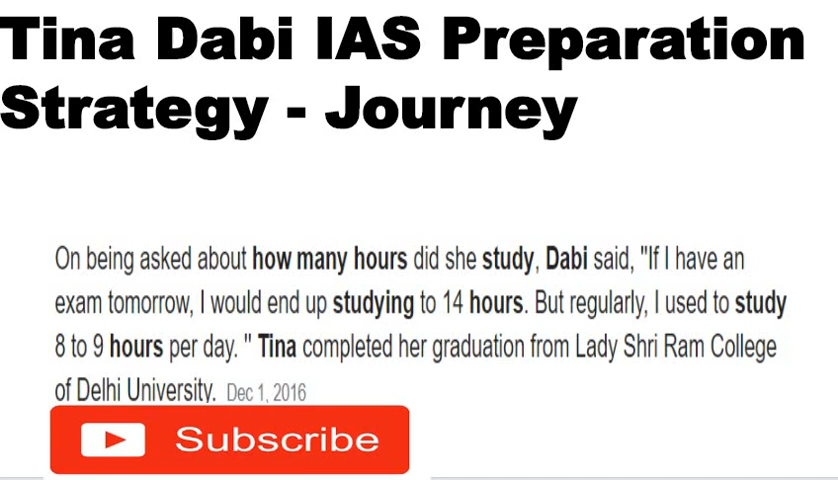 Tina Dabi IAS Preparation
Strategy - Journey
On being asked about how many hours did she study, Dabi said, "If I have an
exam tomorrow, I would end up studying to 14 hours. But regularly, I used to study
8 to 9 hours per day. " Tina completed her graduation from Lady Shri Ram College
of Delhi University. Dec 1, 2016
Subscribe